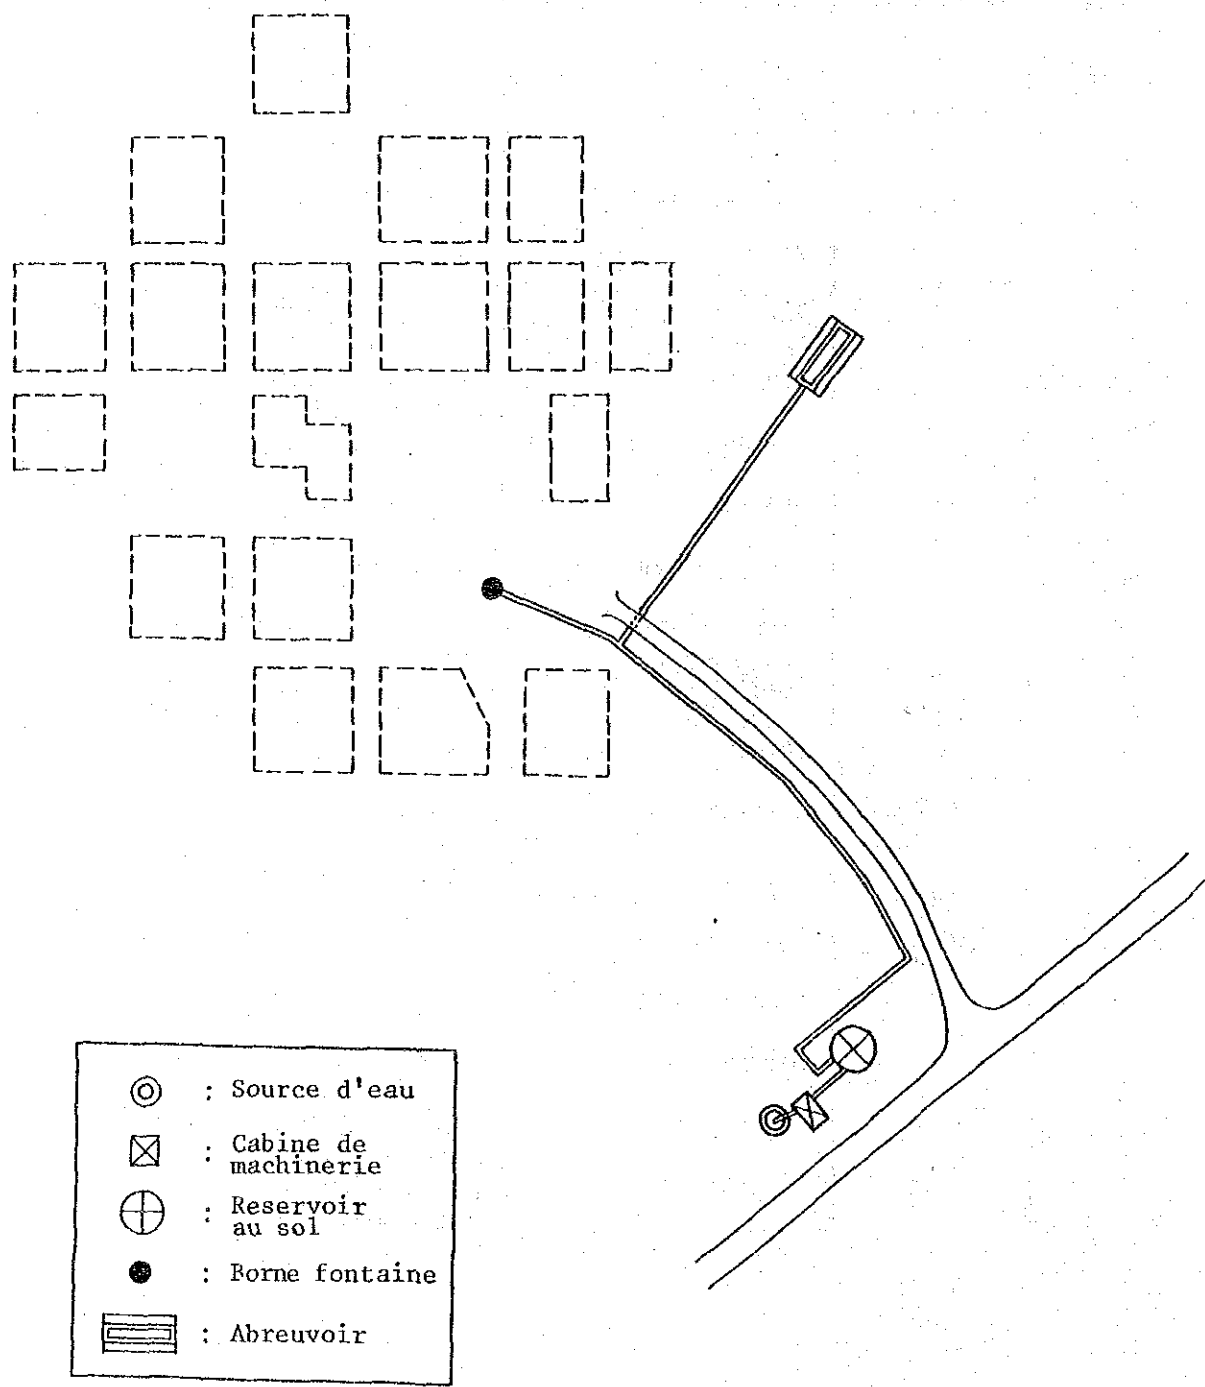 : Source d'eau
: Cabine de
machinerie
: Reservoir
au sol
: Borne fontaine
: Abreuvoir